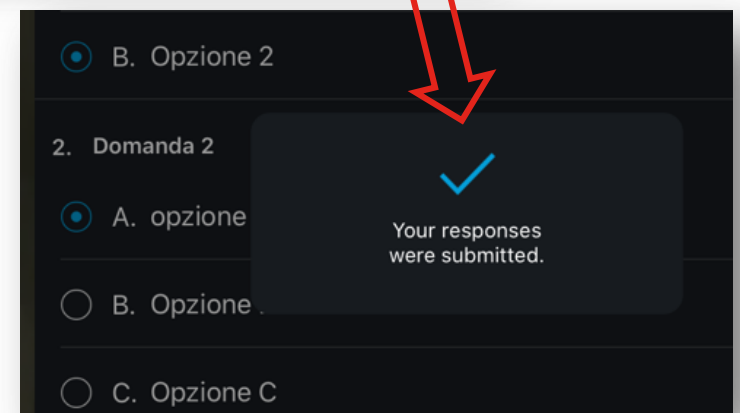 B. Opzione 2
2. Domanda 2
A. opzione
Your responses
were submitted.
B. Opzione
C. Opzione C